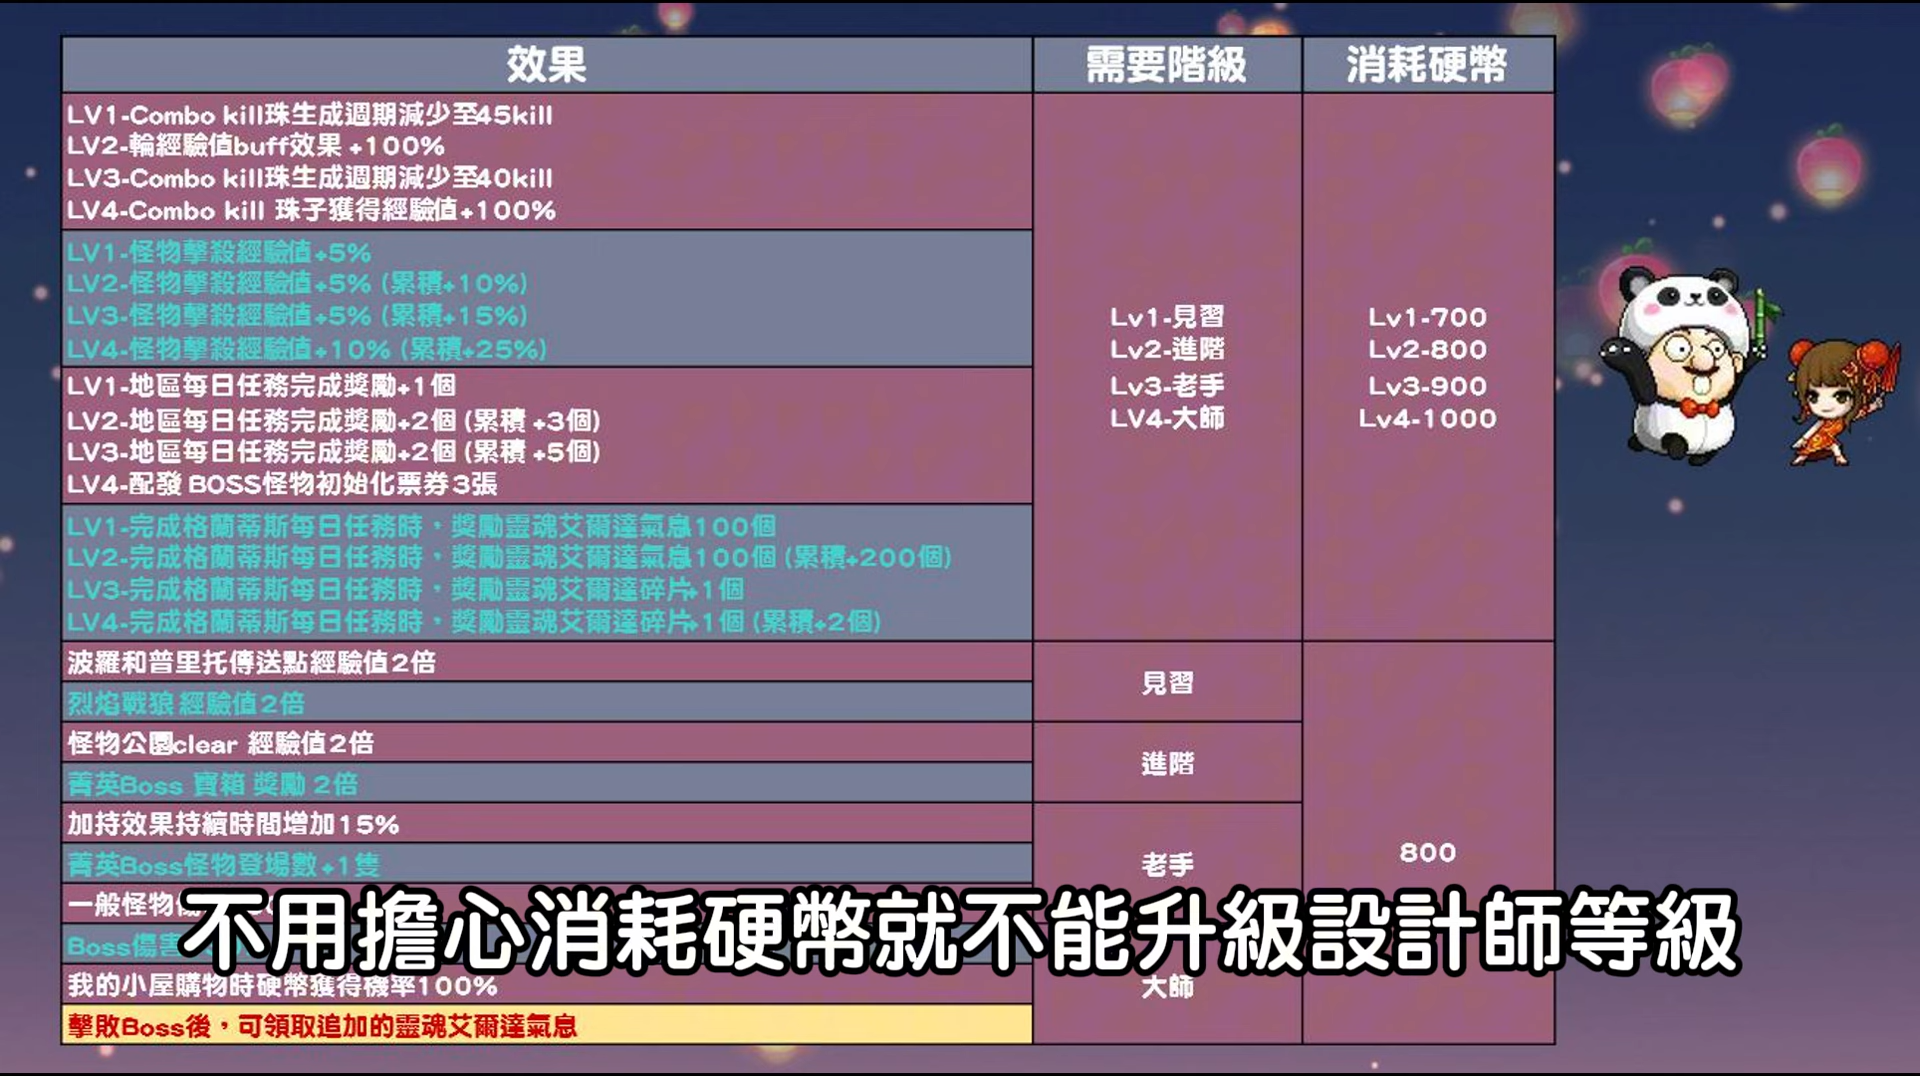 效果 需要階級 消耗硬幣
LV1-Combo kill珠生成週期減少至45kill
LV2-輪經驗值buff效果 +100%
LV3-Combo kill珠生成週期減少至40kill
LV4-Combo kill 珠子獲得經驗值+100%
LV1-怪物擊殺經驗值+5%
LV2-怪物擊殺經驗值+5% (累積+10%)
LV3-怪物擊殺經驗值+5% (累積+15%)
LV4-怪物擊殺經驗值+10% (累積+25%)
LV1-地區每日任務完成獎勵+1個
LV2-地區每日任務完成獎勵+2個 (累積 +3個)
LV3-地區每日任務完成獎勵+2個 (累積 +5個)
LV4-配發 BOSS怪物初始化票券3張
LV1-完成格蘭蒂斯每日任務時，獎勵靈魂艾爾達氣息100個
LV2-完成格蘭蒂斯每日任務時，獎勵靈魂艾爾達氣息100個 (累積+200個)
LV3-完成格蘭蒂斯每日任務時，獎勵靈魂艾爾達碎片+1個
LV4-完成格蘭蒂斯每日任務時，獎勵靈魂艾爾達碎片+1個 (累積+2個)
Lv1-見習
Lv2-進階
Lv3-老手
LV4-大師
Lv1-700
Lv2-800
Lv3-900
Lv4-1000
波羅和普里托傳送點經驗值2倍
烈焰戰狼 經驗值2倍
見習
怪物公園clear 經驗值2倍
菁英Boss 寶箱 獎勵 2倍
進階
加持效果持續時間增加15%
菁英Boss怪物登場數+1隻
老手
800
一般怪物
Boss傷害
不用擔心消耗硬幣就不能升級設計師等級
我的小屋購物時硬幣獲得機率100%
大師
擊敗Boss後，可領取追加的靈魂艾爾達氣息